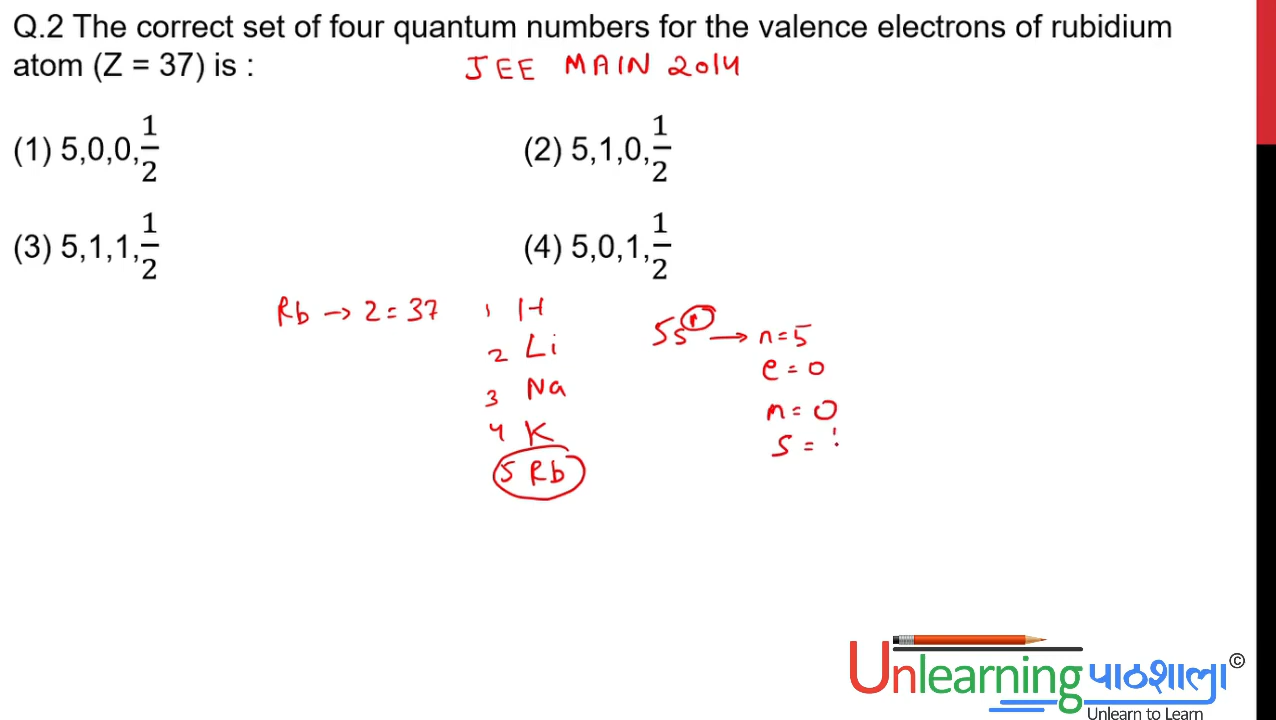 Q.2 The correct set of four quantum numbers for the valence electrons of rubidium
atom (Z = 37) is :
JEE MAIN 2014
(1) 5,0,0,1/2
(2) 5,1,0,1/2
(3) 5,1,1,1/2
(4) 5,0,1,1/2
Rb → Z = 37
1 H
2 Li
3 Na
4 K
5 Rb
5s¹ → n = 5
l = 0
m = 0
s =
Unlearning पाठशाला ©
Unlearn to Learn